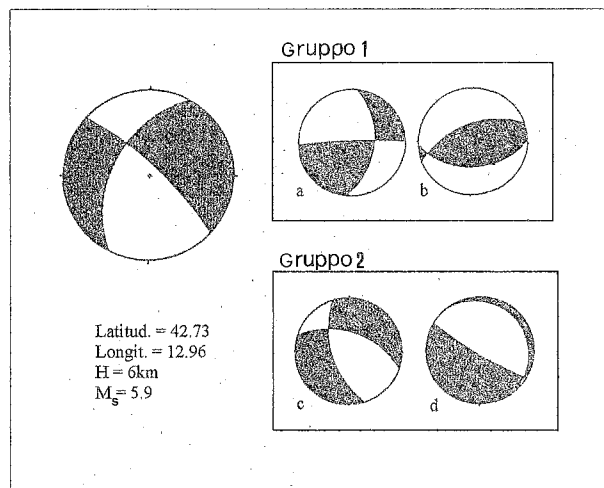 Gruppo 1
a
b
Gruppo 2
c
d
Latitud. = 42.73
Longit. = 12.96
H = 6km
Ms = 5.9